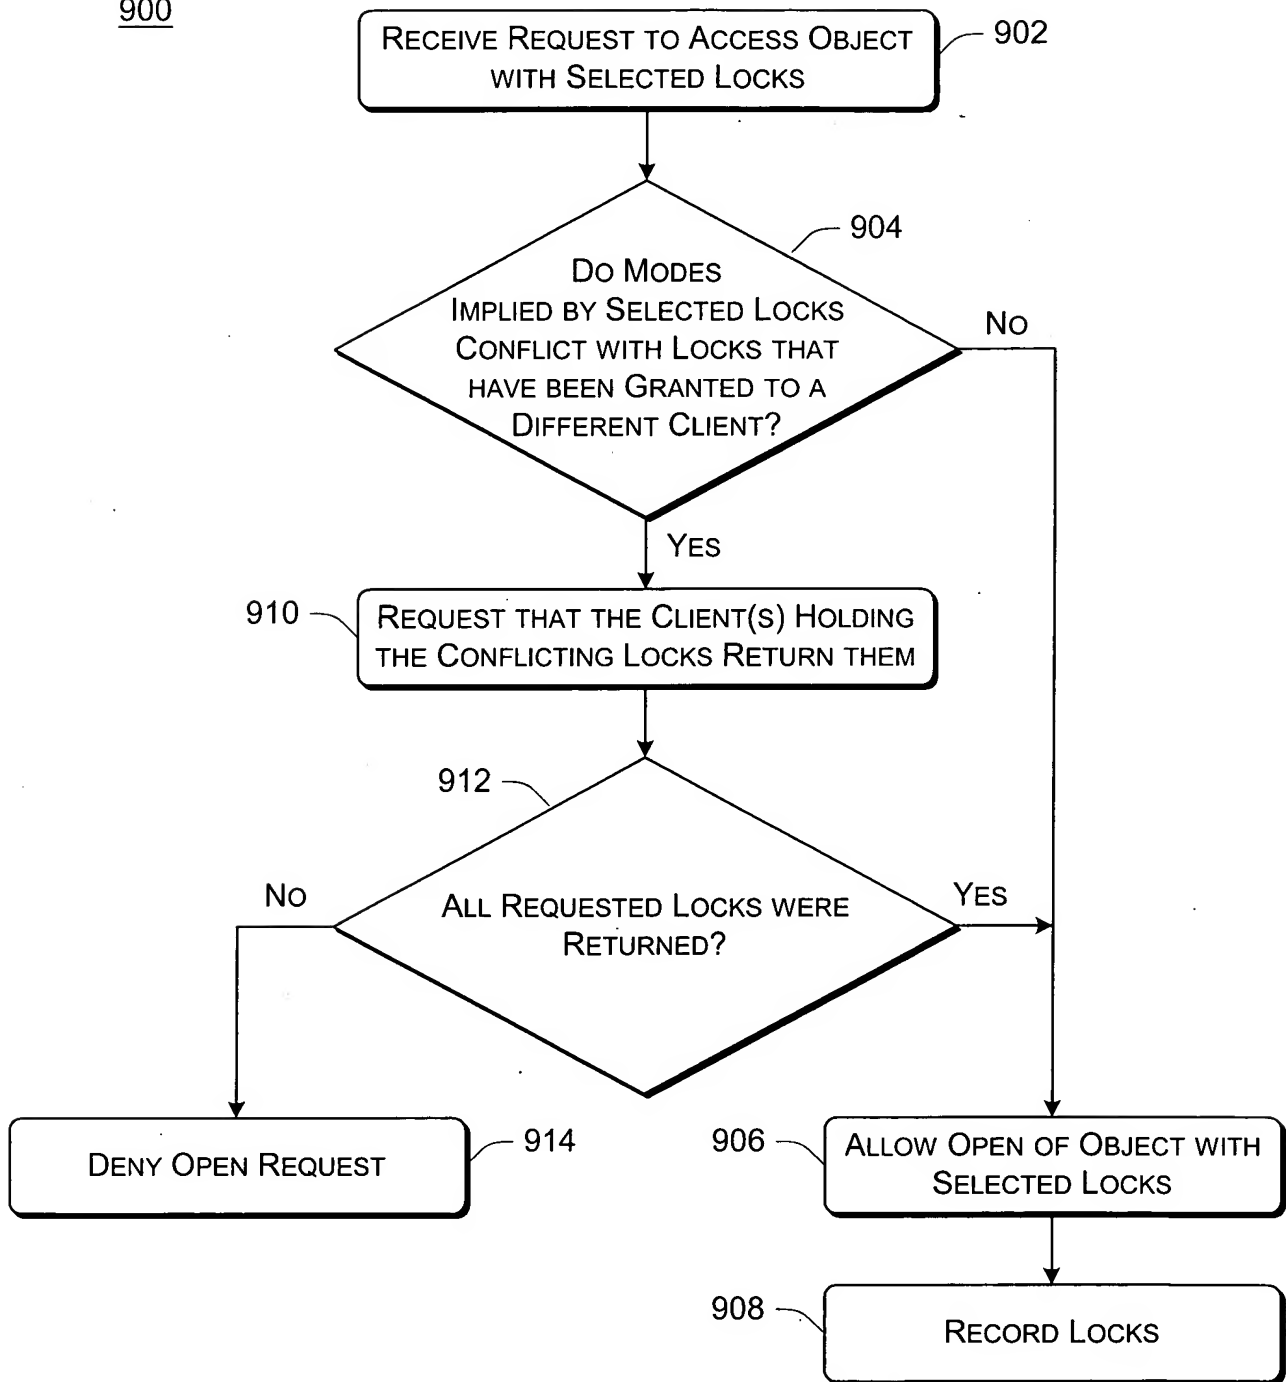 900
RECEIVE REQUEST TO ACCESS OBJECT
WITH SELECTED LOCKS
902
904
DO MODES
IMPLIED BY SELECTED LOCKS
CONFLICT WITH LOCKS THAT
HAVE BEEN GRANTED TO A
DIFFERENT CLIENT?
NO
YES
910
REQUEST THAT THE CLIENT(S) HOLDING
THE CONFLICTING LOCKS RETURN THEM
912
NO
ALL REQUESTED LOCKS WERE
RETURNED?
YES
DENY OPEN REQUEST
914
906
ALLOW OPEN OF OBJECT WITH
SELECTED LOCKS
908
RECORD LOCKS